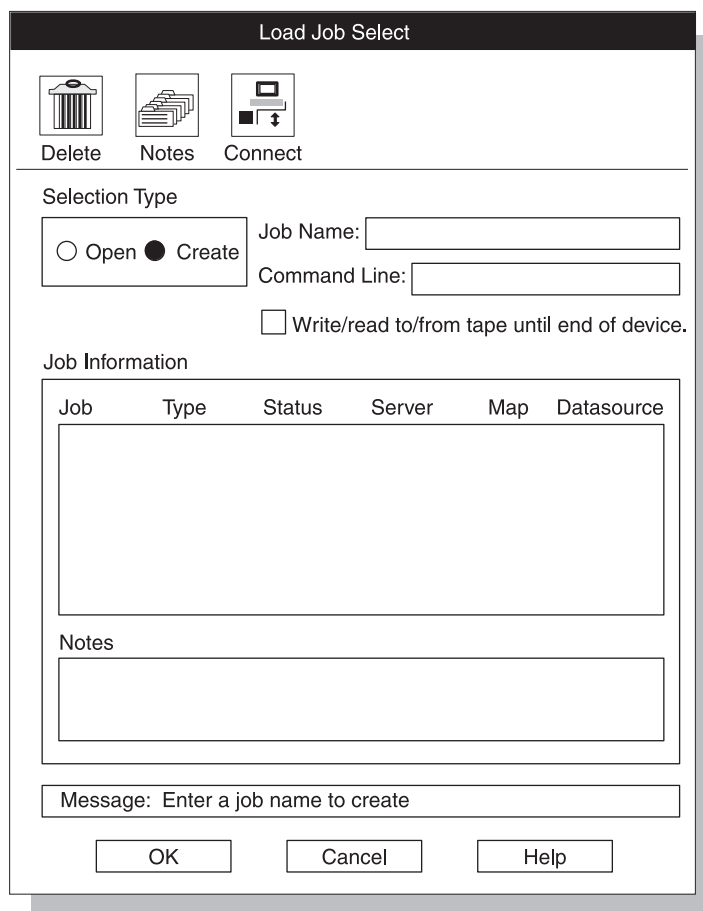 Load Job Select
Delete Notes Connect
Selection Type
Open Create
Job Name:
Command Line:
Write/read to/from tape until end of device.
Job Information
Job Type Status Server Map Datasource
Notes
Message: Enter a job name to create
OK Cancel Help